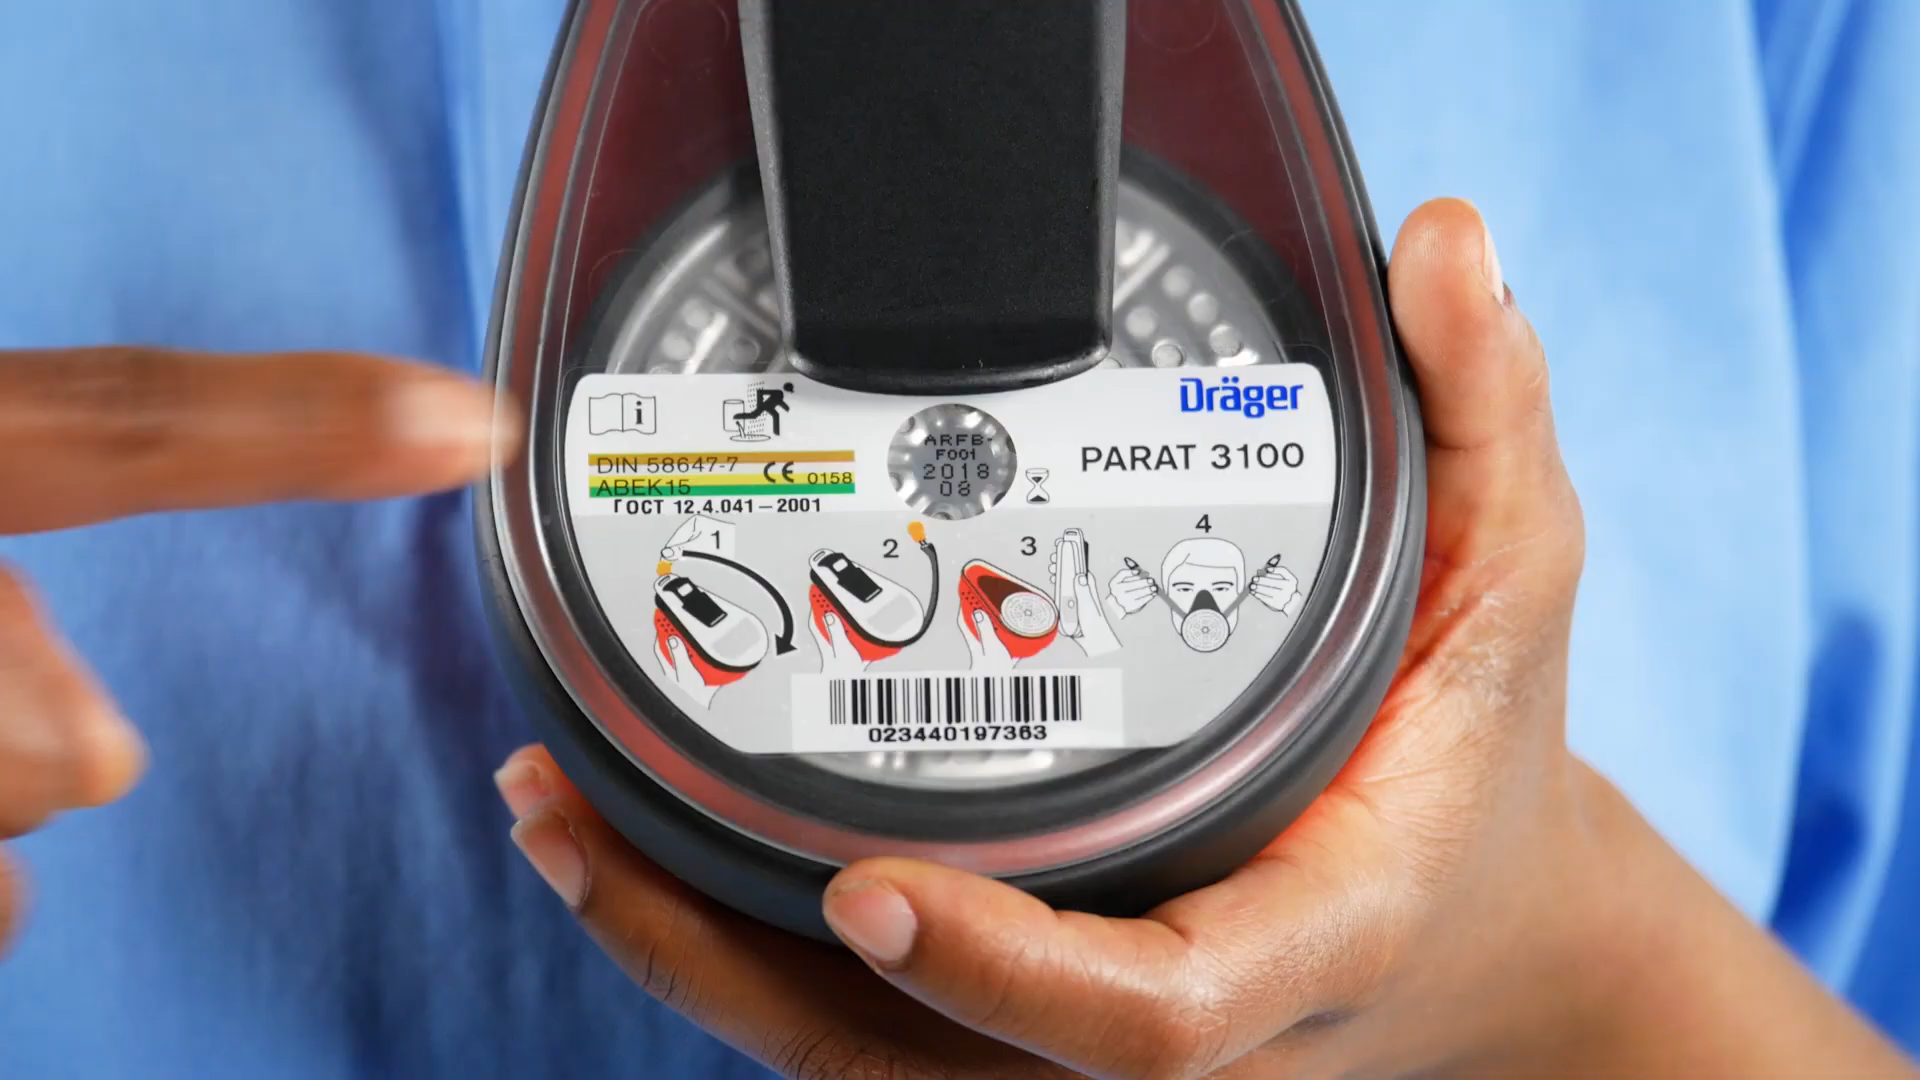 Dräger
PARAT 3100
DIN 58647-7
CE 0158
ABEK15
ГОСТ 12.4.041–2001
ARFB-
F001
2018
08
1
2
3
4
023440197363